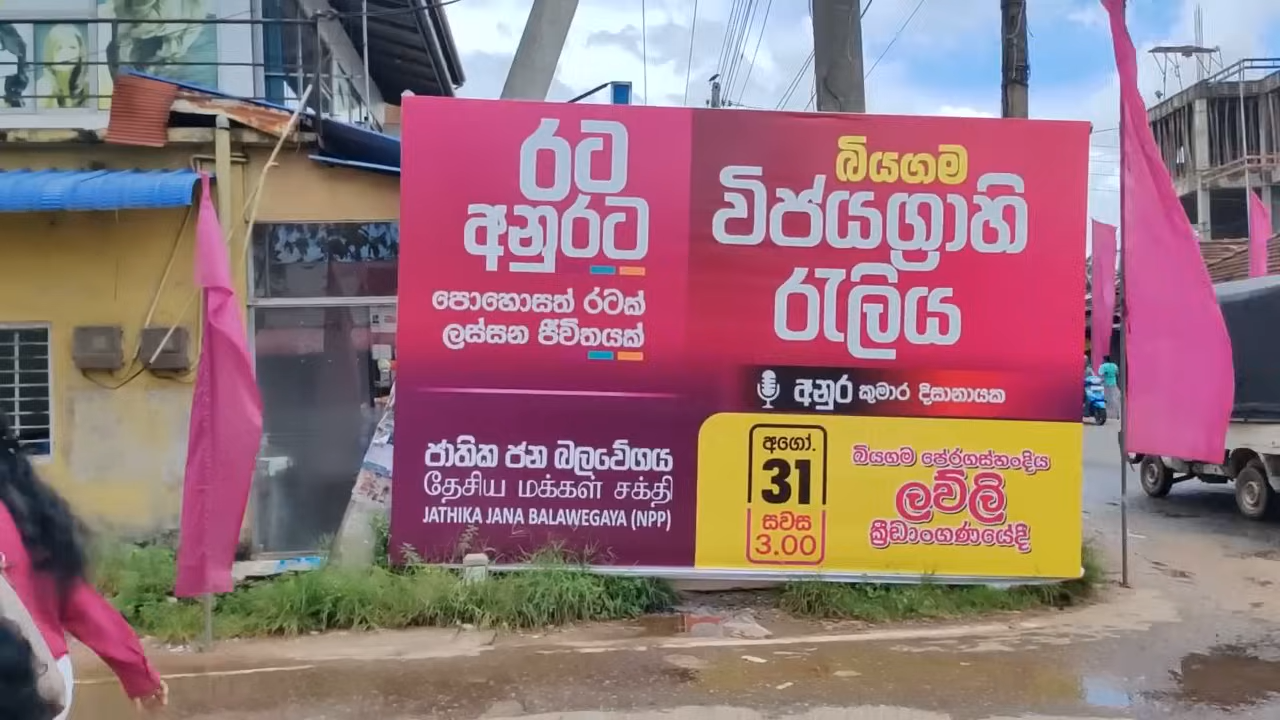 රට
අනුරට
පොහොසත් රටක්
ලස්සන ජීවිතයක්
ජාතික ජන බලවේගය
தேசிய மக்கள் சக்தி
JATHIKA JANA BALAWEGAYA (NPP)
බියගම
විජයග්‍රාහි
රැලිය
අනුර කුමාර දිසානායක
අගෝ.
31
සවස
3.00
බියගම පේරගස්හංදිය
ලව්ලි
ක්‍රීඩාංගණයේදී